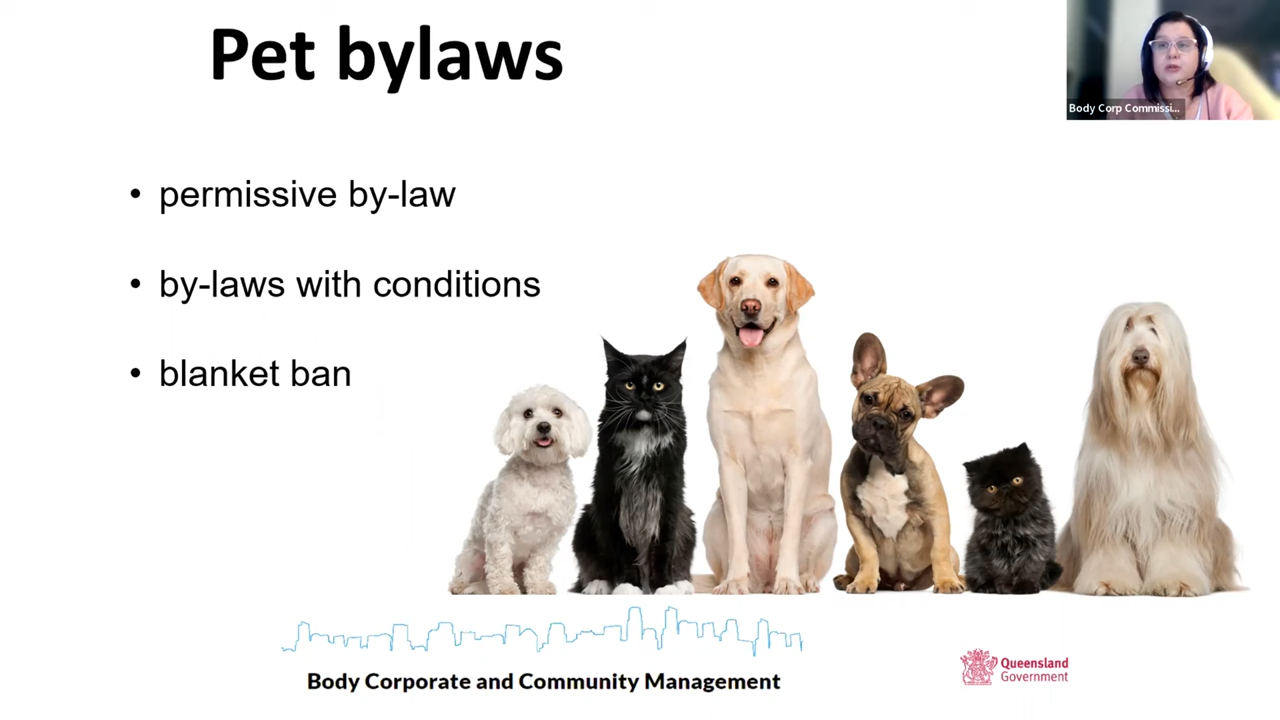 Pet bylaws
Body Corp Commissi...
• permissive by-law
• by-laws with conditions
• blanket ban
Body Corporate and Community Management
Queensland
Government